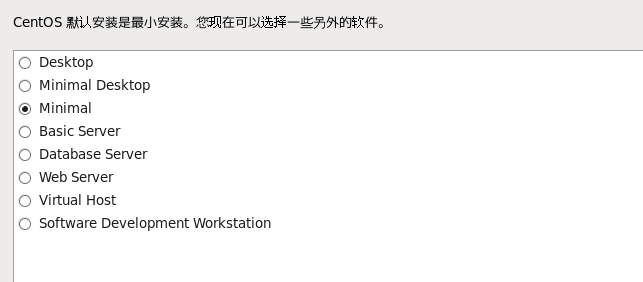 CentOS 默认安装是最小安装。您现在可以选择一些另外的软件。
Desktop
Minimal Desktop
Minimal
Basic Server
Database Server
Web Server
Virtual Host
Software Development Workstation